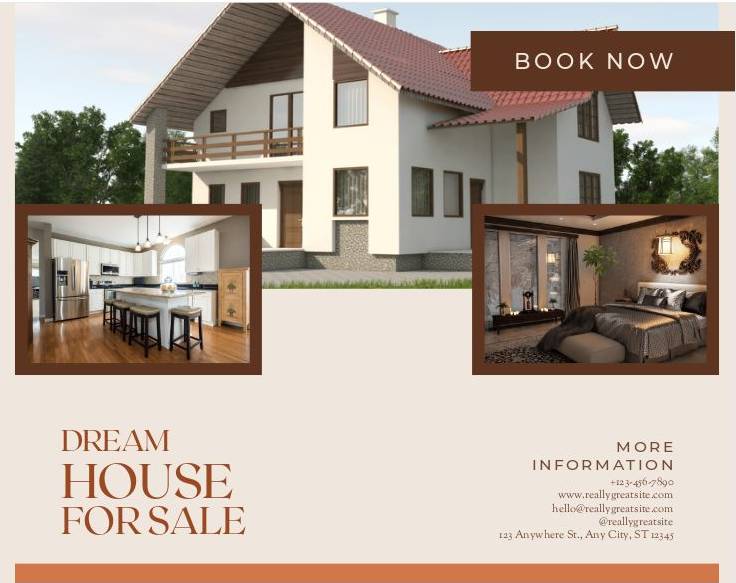 BOOK NOW
DREAM
HOUSE
FOR SALE
MORE
INFORMATION
+123-456-7890
www.reallygreatsite.com
hello@reallygreatsite.com
@reallygreatsite
123 Anywhere St., Any City, ST 12345